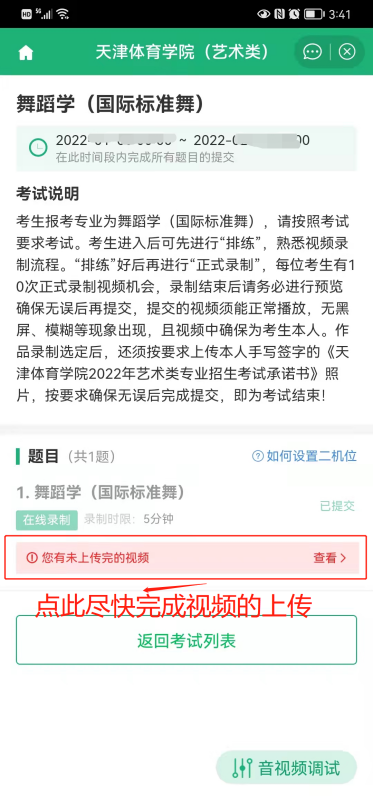 HD 5G 3:41
天津体育学院（艺术类）
舞蹈学（国际标准舞）
2022- ~ 2022- 00
在此时间段内完成所有题目的提交
考试说明
考生报考专业为舞蹈学（国际标准舞），请按照考试
要求考试。考生进入后可先进行“排练”，熟悉视频录
制流程。“排练”好后再进行“正式录制”，每位考生有10
0次正式录制视频机会，录制结束后请务必进行预览
确保无误后再提交，提交的视频须能正常播放，无黑
屏、模糊等现象出现，且视频中确保为考生本人。作
品录制选定后，还须按要求上传本人手写签字的《天
津体育学院2022年艺术类专业招生考试承诺书》照
片，按要求确保无误后完成提交，即为考试结束！
题目（共1题） 如何设置二机位
1. 舞蹈学（国际标准舞）
已提交
在线录制 录制时限：5分钟
您有未上传完的视频 查看
点此尽快完成视频的上传
返回考试列表
音视频调试